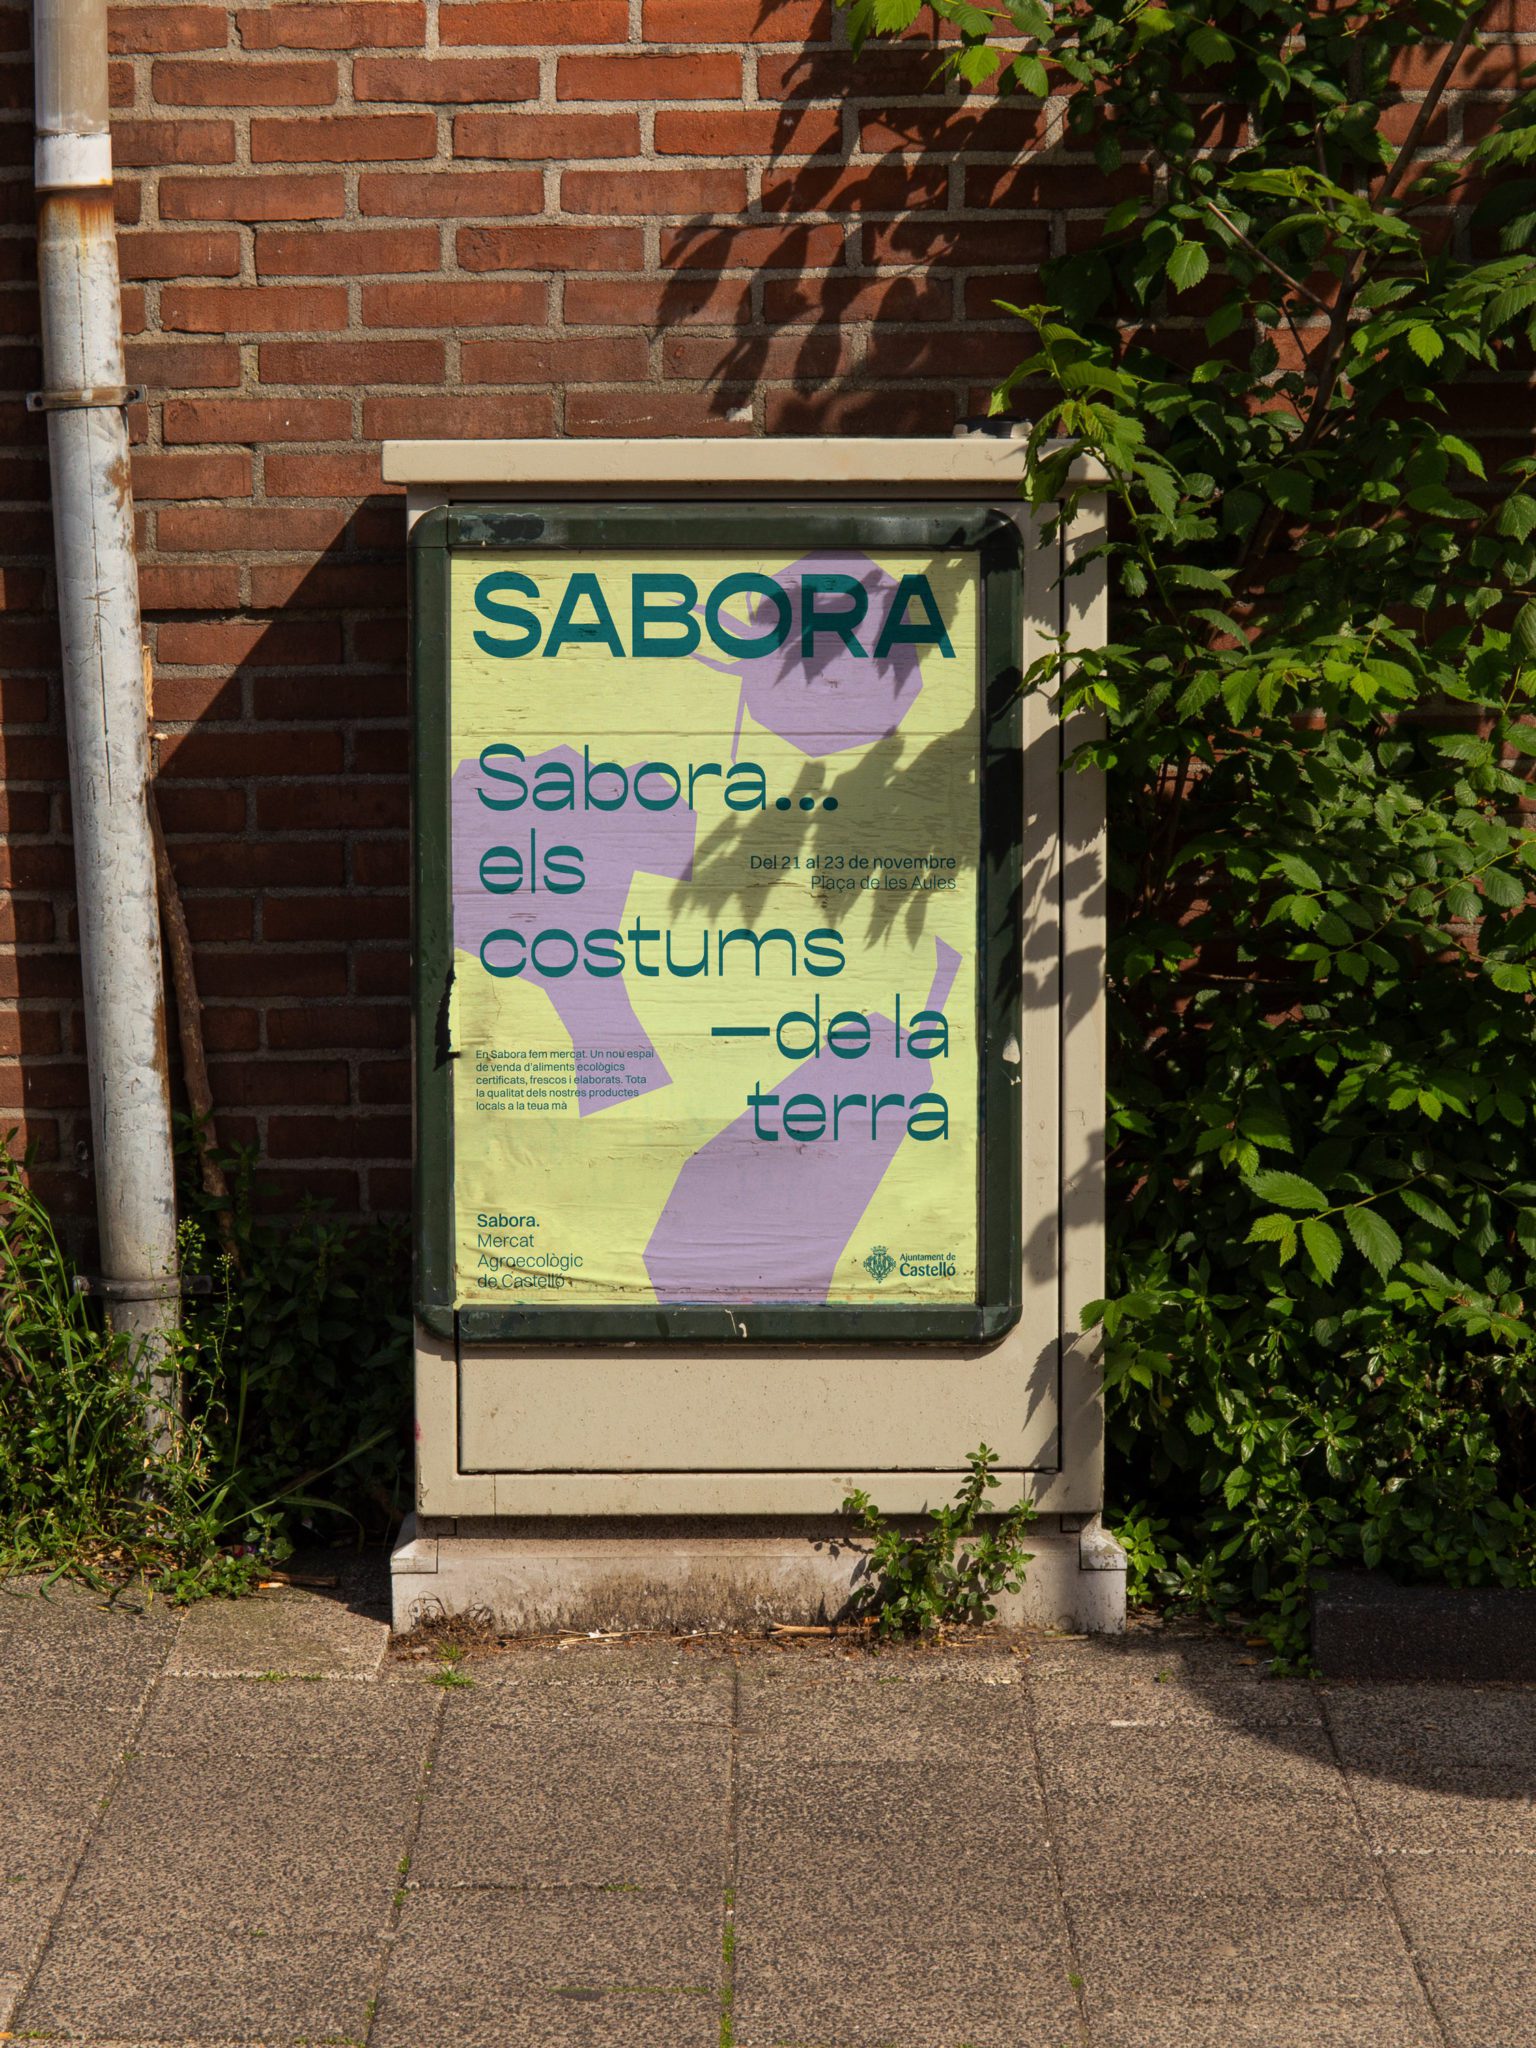 SABORA
Sabora...
els
Del 21 al 23 de novembre
Plaça de les Aules
costums
—de la
terra
En Sabora fem mercat. Un nou espai
de venda d'aliments ecològics
certificats, frescos i elaborats. Tota
la qualitat dels nostres productes
locals a la teua mà
Sabora.
Mercat
Agroecològic
de Castelló
Ajuntament de
Castelló